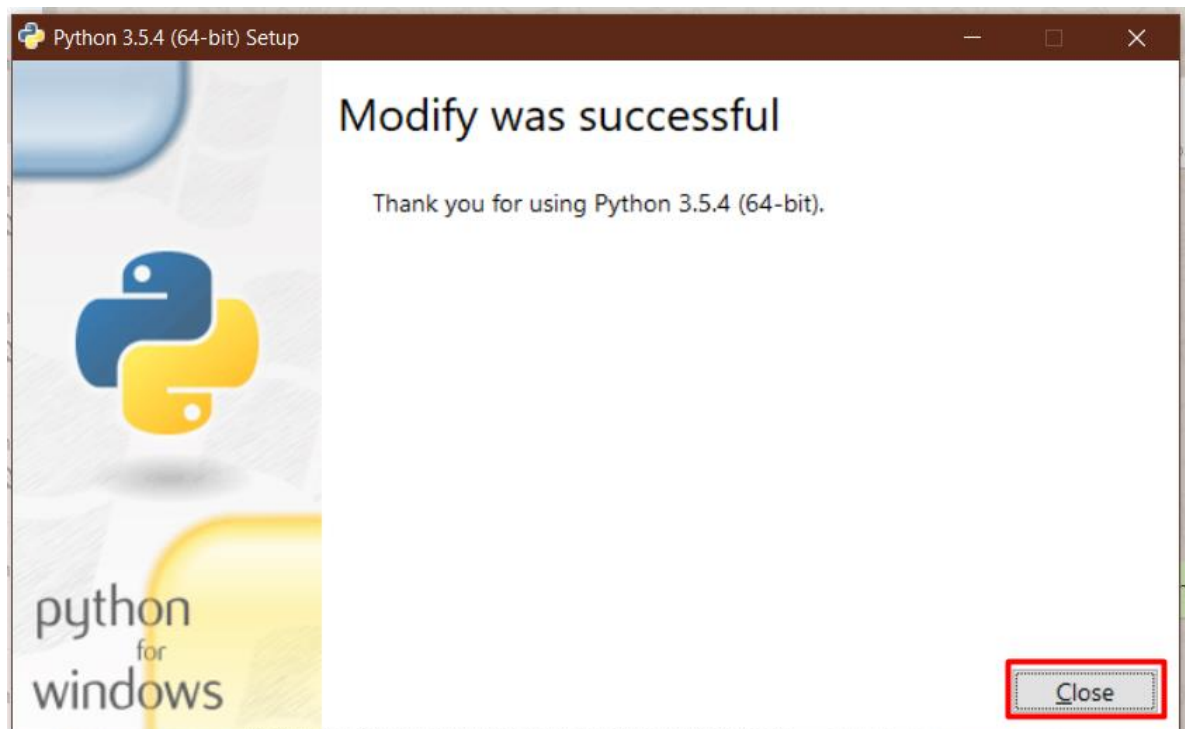 Python 3.5.4 (64-bit) Setup
Modify was successful
Thank you for using Python 3.5.4 (64-bit).
python
for
windows
Close